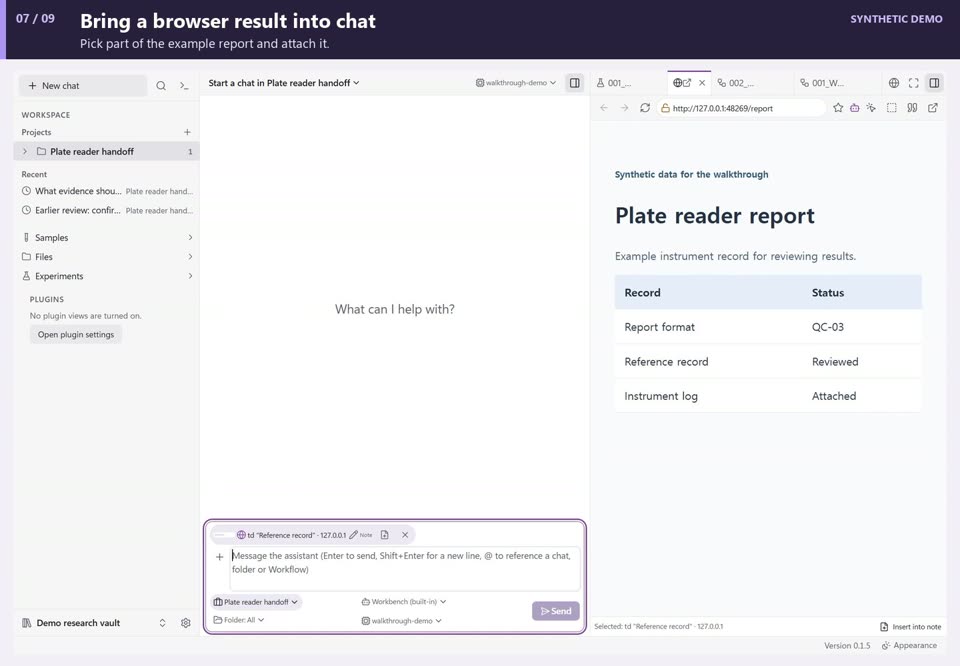 07 / 09
Bring a browser result into chat
Pick part of the example report and attach it.
SYNTHETIC DEMO
New chat
WORKSPACE
Projects
Plate reader handoff
1
Recent
What evidence shou... Plate reader hand...
Earlier review: confir... Plate reader hand...
Samples
Files
Experiments
PLUGINS
No plugin views are turned on.
Open plugin settings
Demo research vault
Start a chat in Plate reader handoff
walkthrough-demo
What can I help with?
td "Reference record" · 127.0.0.1 Note
Message the assistant (Enter to send, Shift+Enter for a new line, @ to reference a chat,
folder or Workflow)
Plate reader handoff
Workbench (built-in)
Folder: All
walkthrough-demo
Send
001_...
002_...
001_W...
http://127.0.0.1:48269/report
Synthetic data for the walkthrough
Plate reader report
Example instrument record for reviewing results.
Record Status
Report format QC-03
Reference record Reviewed
Instrument log Attached
Selected: td "Reference record" · 127.0.0.1
Insert into note
Version 0.1.5
Appearance